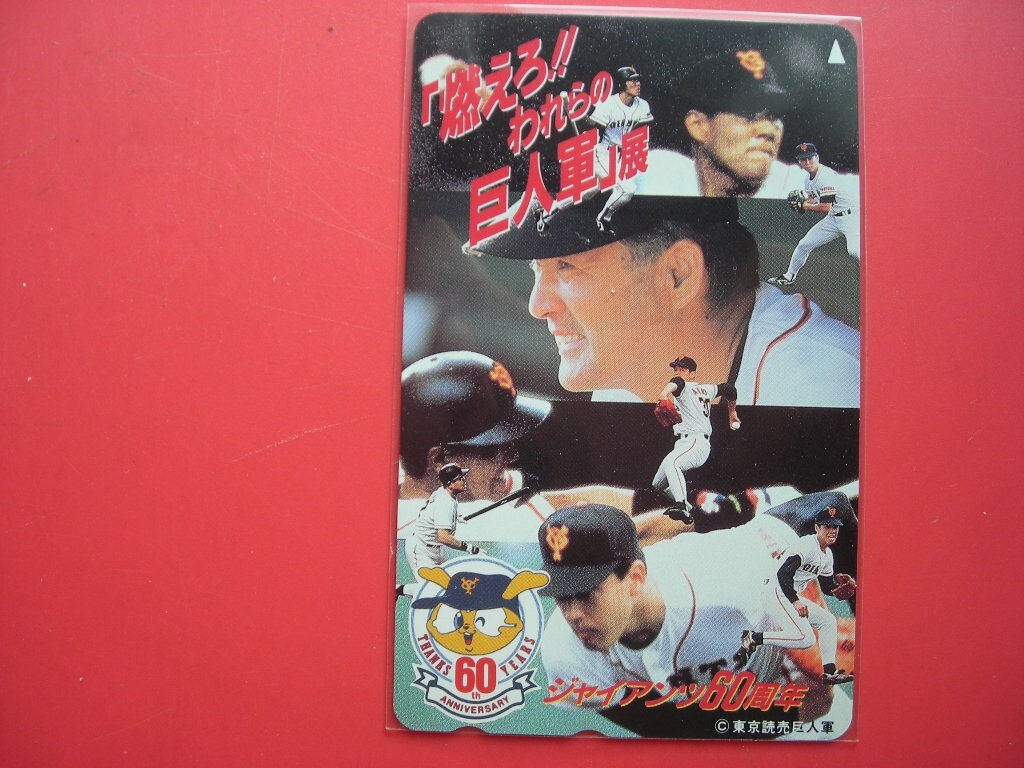 「燃えろ!!
われらの
巨人軍」展
THANKS 60th YEARS
ANNIVERSARY
ジャイアンツ60周年
©東京読売巨人軍